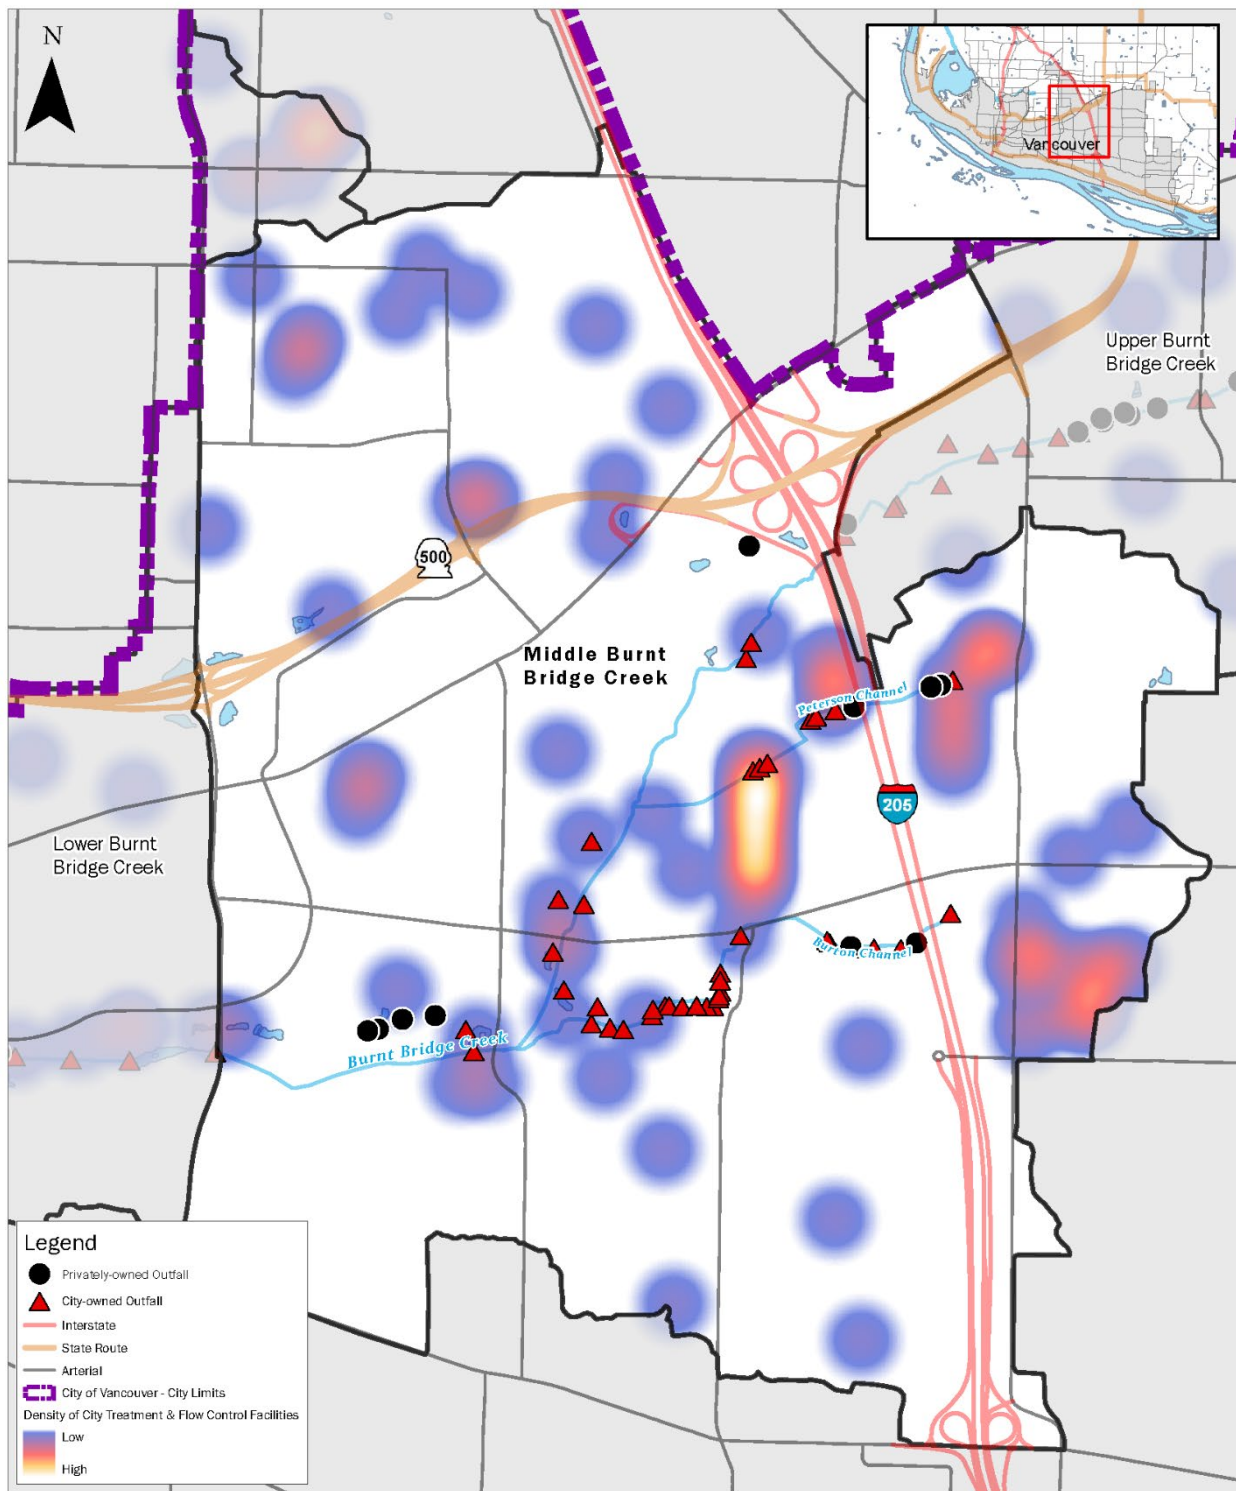 N
Vancouver
Upper Burnt
Bridge Creek
500
Middle Burnt
Bridge Creek
Peterson Channel
205
Lower Burnt
Bridge Creek
Burton Channel
Burnt Bridge Creek
Legend
Privately-owned Outfall
City-owned Outfall
Interstate
State Route
Arterial
City of Vancouver - City Limits
Density of City Treatment & Flow Control Facilities
Low
High